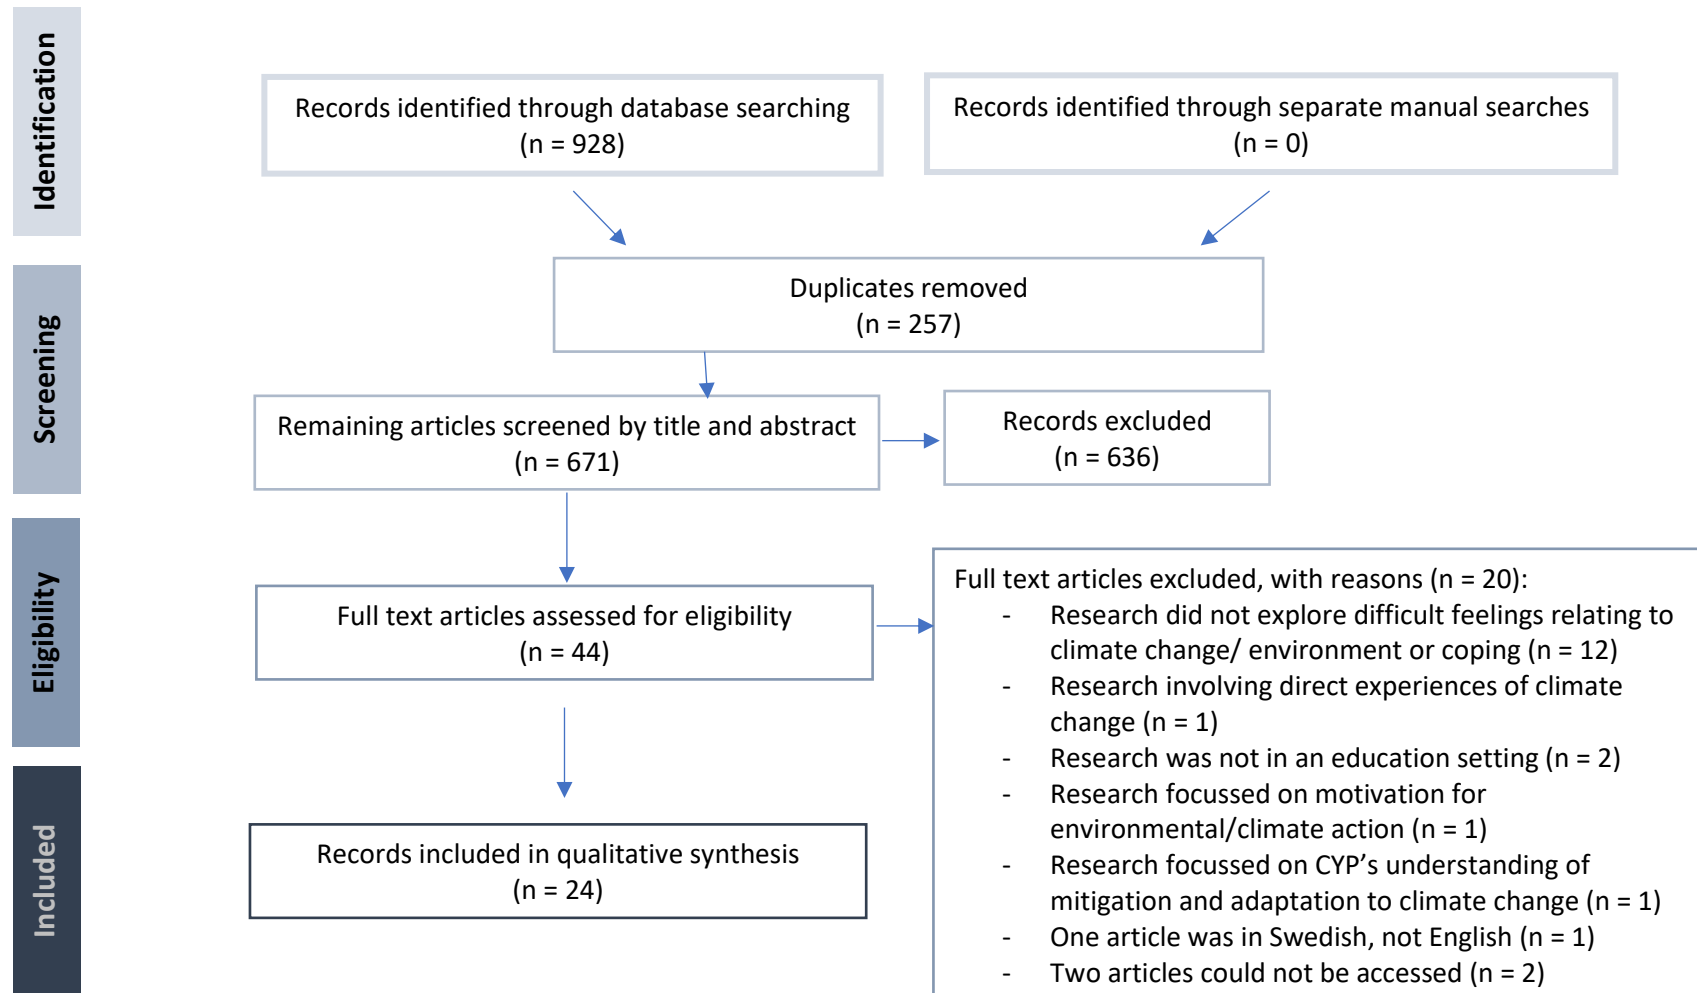 Identification
Records identified through database searching
(n = 928)
Records identified through separate manual searches
(n = 0)
Screening
Duplicates removed
(n = 257)
Remaining articles screened by title and abstract
(n = 671)
Records excluded
(n = 636)
Eligibility
Full text articles assessed for eligibility
(n = 44)
Full text articles excluded, with reasons (n = 20):
- Research did not explore difficult feelings relating to
climate change/ environment or coping (n = 12)
- Research involving direct experiences of climate
change (n = 1)
- Research was not in an education setting (n = 2)
- Research focussed on motivation for
environmental/climate action (n = 1)
- Research focussed on CYP’s understanding of
mitigation and adaptation to climate change (n = 1)
- One article was in Swedish, not English (n = 1)
- Two articles could not be accessed (n = 2)
Included
Records included in qualitative synthesis
(n = 24)